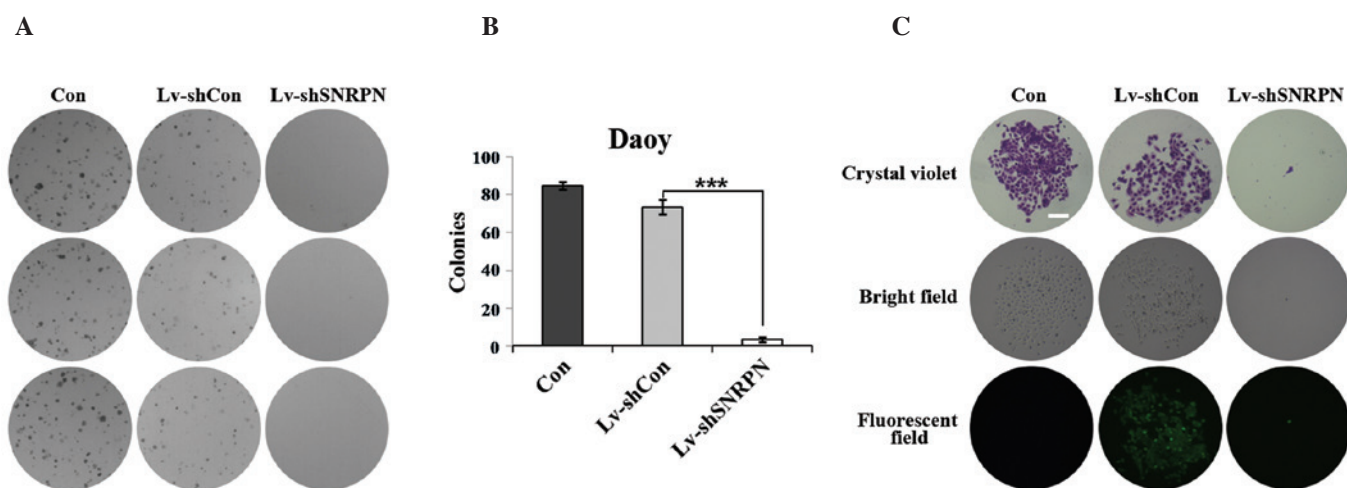 A
B
C
Con Lv-shCon Lv-shSNRPN
Daoy
100
80
60
40
20
0
Colonies
***
Con
Lv-shCon
Lv-shSNRPN
Con Lv-shCon Lv-shSNRPN
Crystal violet
Bright field
Fluorescent
field